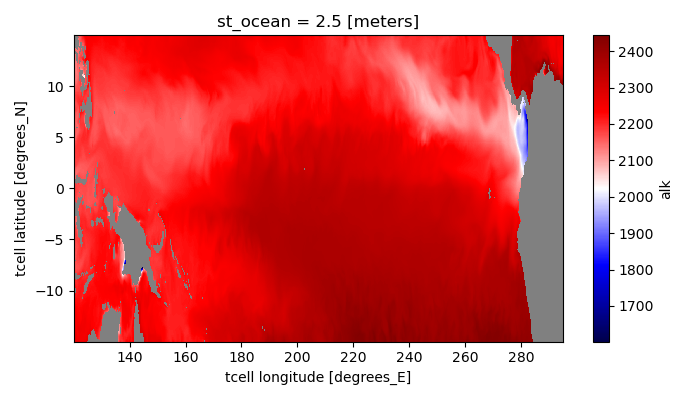 st_ocean = 2.5 [meters]
10
5
0
−5
−10
tcell latitude [degrees_N]
140 160 180 200 220 240 260 280
tcell longitude [degrees_E]
2400
2300
2200
2100
2000
1900
1800
1700
alk